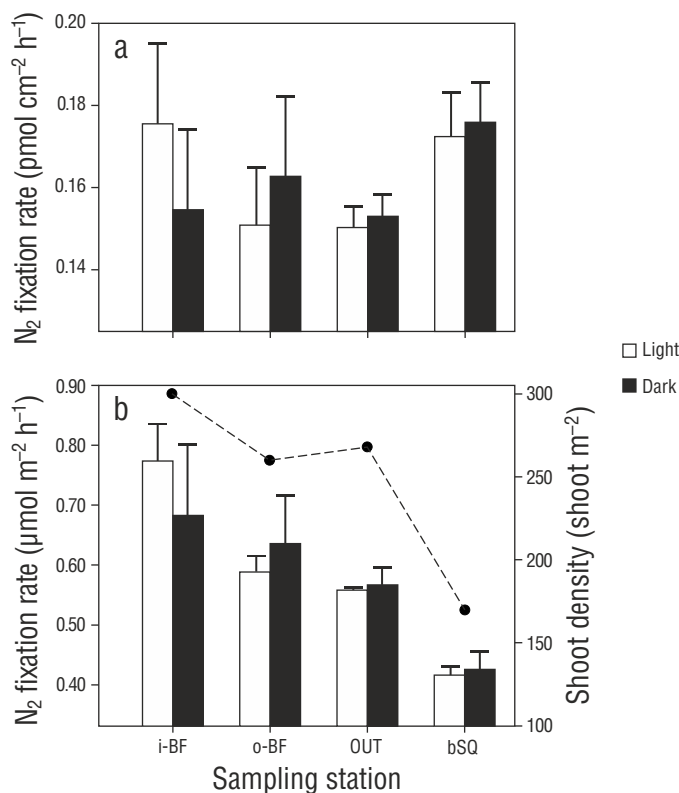 a
N₂ fixation rate (pmol cm⁻² h⁻¹)
0.20
0.18
0.16
0.14
Light
Dark
b
N₂ fixation rate (µmol m⁻² h⁻¹)
0.90
0.80
0.70
0.60
0.50
0.40
300
250
200
150
100
Shoot density (shoot m⁻²)
i-BF o-BF OUT bSQ
Sampling station